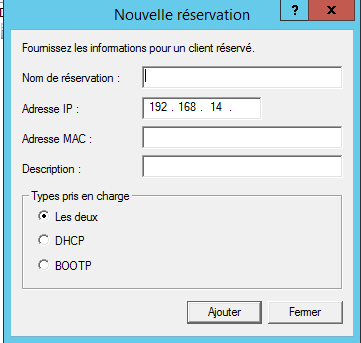 Nouvelle réservation ? x
Fournissez les informations pour un client réservé.
Nom de réservation :
Adresse IP : 192 . 168 . 14 .
Adresse MAC :
Description :
Types pris en charge
Les deux
DHCP
BOOTP
Ajouter Fermer